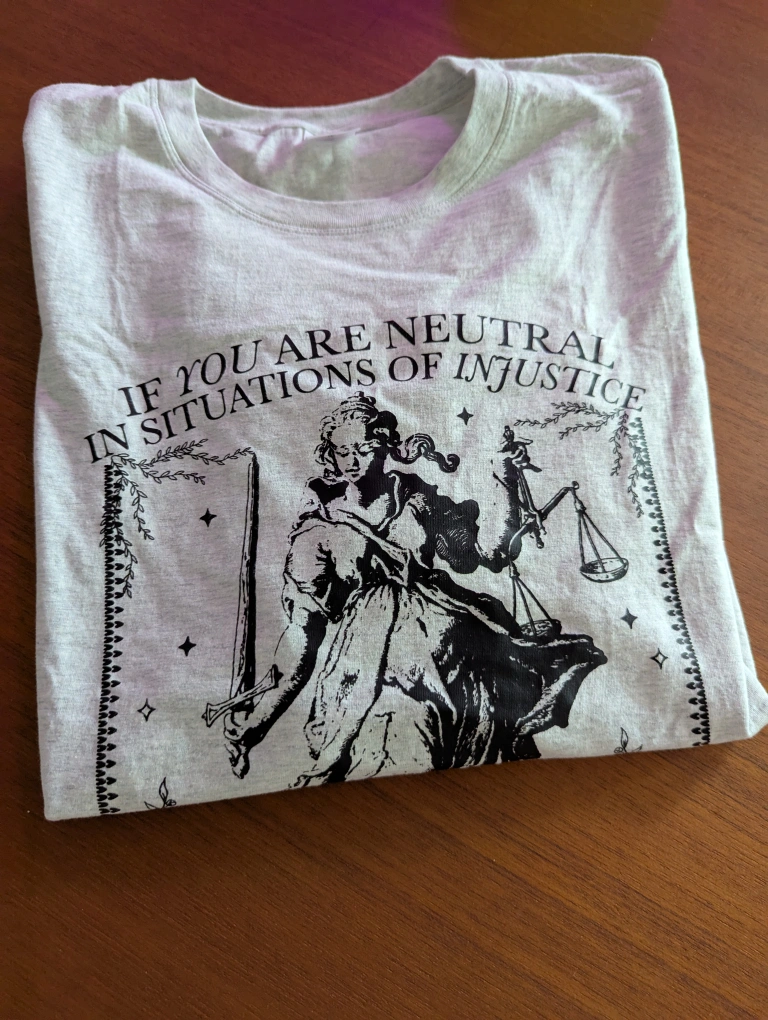 IF YOU ARE NEUTRAL
IN SITUATIONS OF INJUSTICE